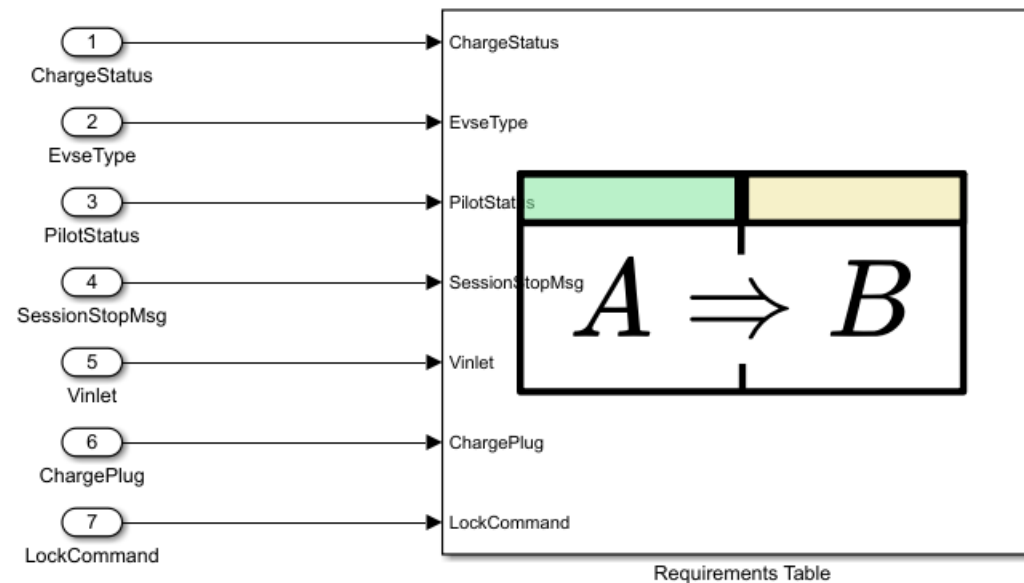 1
ChargeStatus
ChargeStatus
2
EvseType
EvseType
3
PilotStatus
PilotStatus
4
SessionStopMsg
SessionStopMsg
5
Vinlet
Vinlet
6
ChargePlug
ChargePlug
7
LockCommand
LockCommand
A ⇒ B
Requirements Table